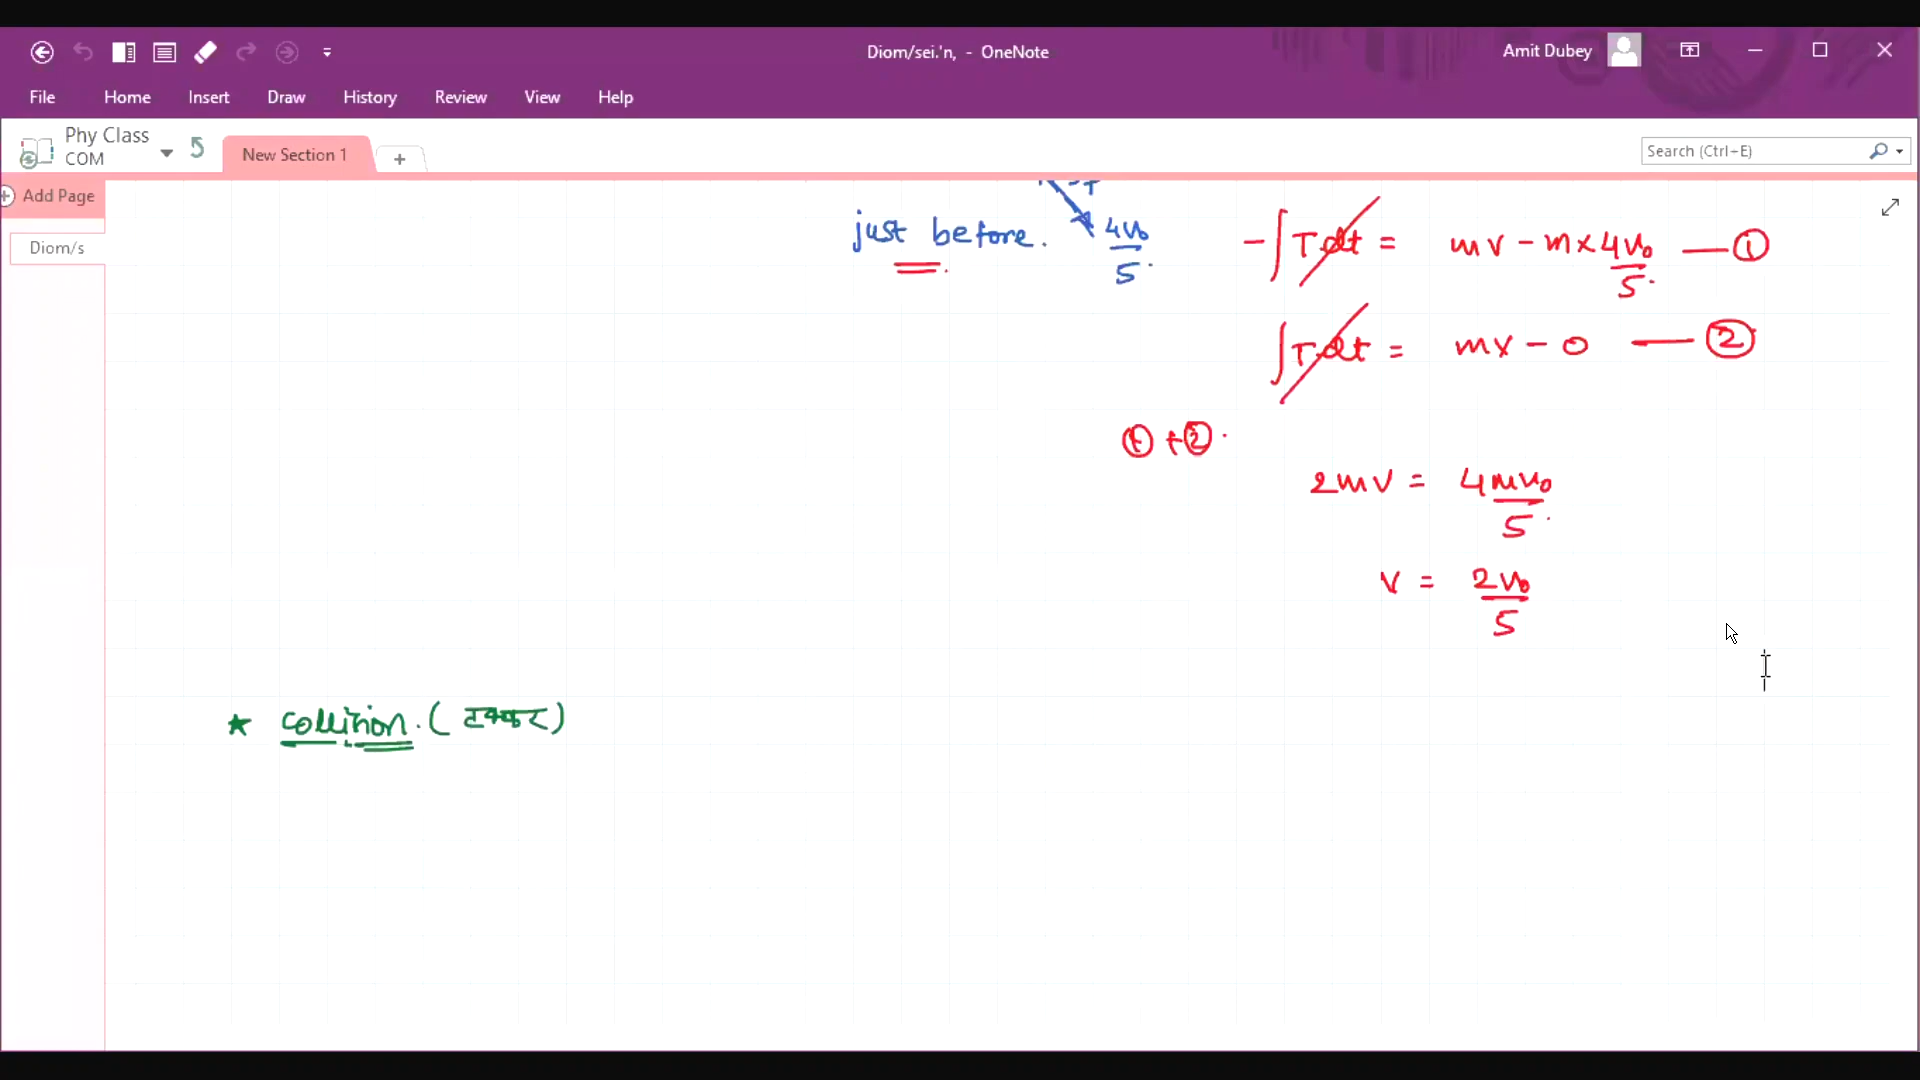 Diom/sei.'n, - OneNote
Amit Dubey
File Home Insert Draw History Review View Help
Phy Class
COM
New Section 1
+
Search (Ctrl+E)
Add Page
Diom/s
just before. 4v₀/5
-∫Tdt = mv - m×4v₀/5 — ①
∫Tdt = mv - 0 — ②
① + ②.
2mv = 4mv₀/5.
v = 2v₀/5
★ collision. (टक्कर)